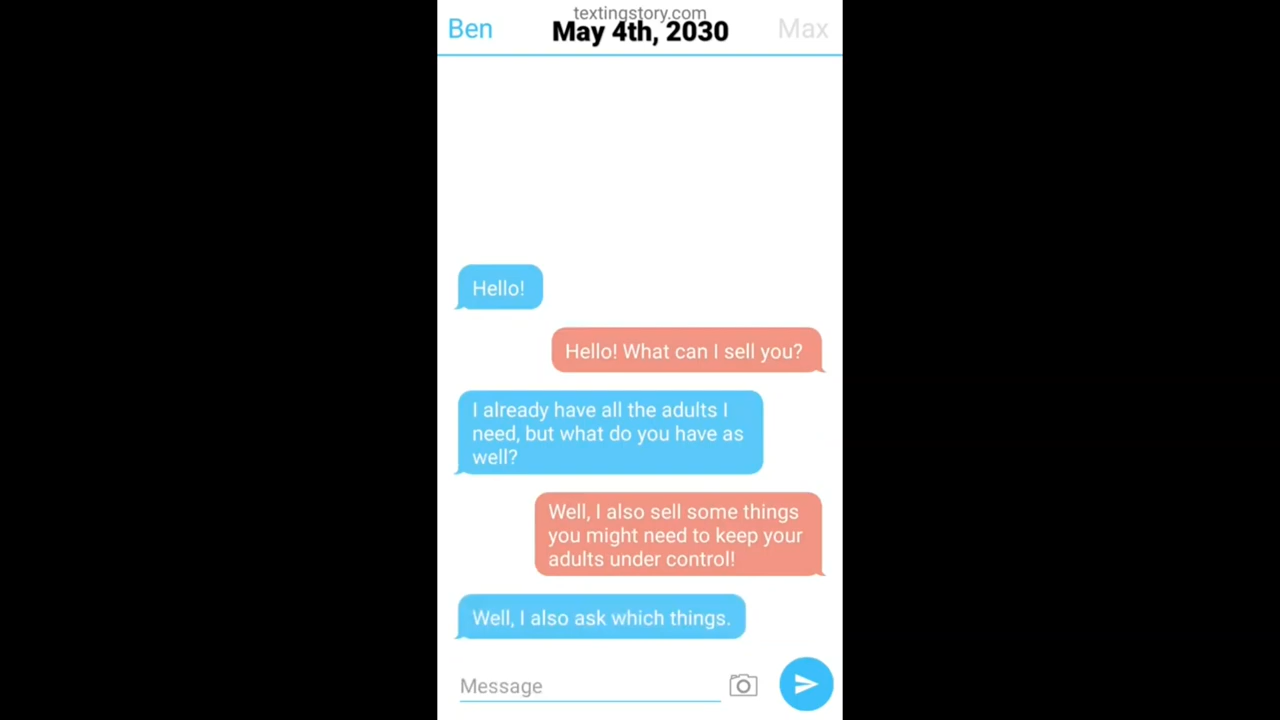 textingstory.com
Ben
May 4th, 2030
Max
Hello!
Hello! What can I sell you?
I already have all the adults I
need, but what do you have as
well?
Well, I also sell some things
you might need to keep your
adults under control!
Well, I also ask which things.
Message